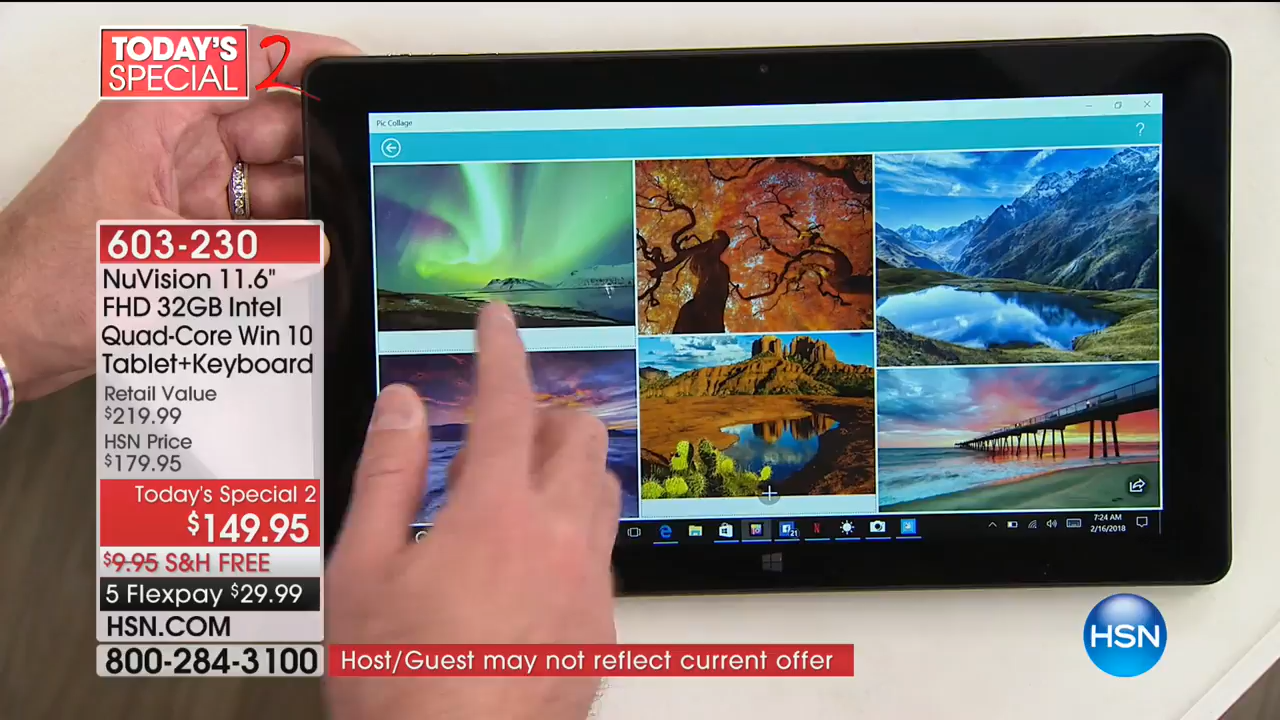 TODAY'S
SPECIAL 2
Pic Collage
?
603-230
NuVision 11.6"
FHD 32GB Intel
Quad-Core Win 10
Tablet+Keyboard
Retail Value
$219.99
HSN Price
$179.95
Today's Special 2
$149.95
$9.95 S&H FREE
5 Flexpay $29.99
HSN.COM
800-284-3100
Host/Guest may not reflect current offer
21
N
7:24 AM
2/16/2018
HSN